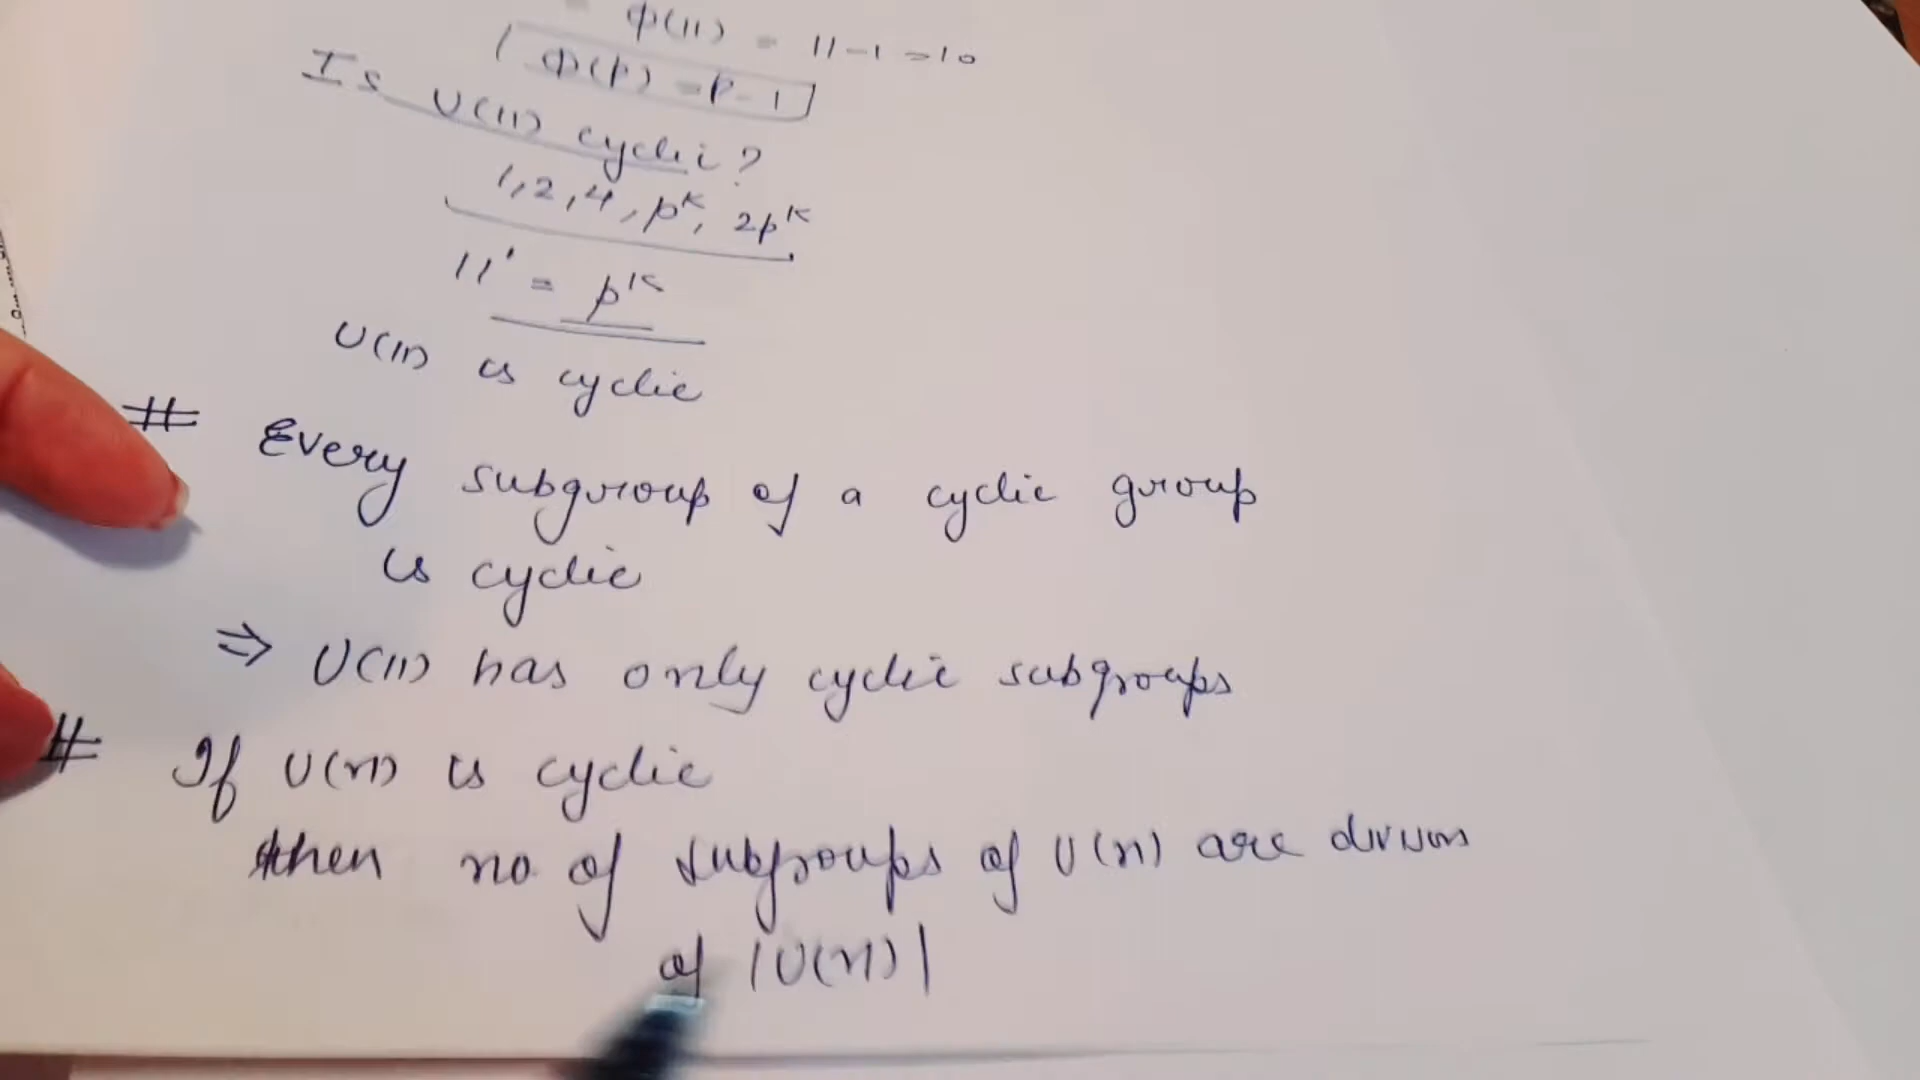 = φ(11) = 11-1 = 10
φ(p) = p-1
Is U(11) cyclic?
1, 2, 4, p^k, 2p^k
11' = p^k
U(11) is cyclic
# Every subgroup of a cyclic group
is cyclic
⇒ U(11) has only cyclic subgroups
# If U(n) is cyclic
then no. of subgroups of U(n) are divisors
of |U(n)|